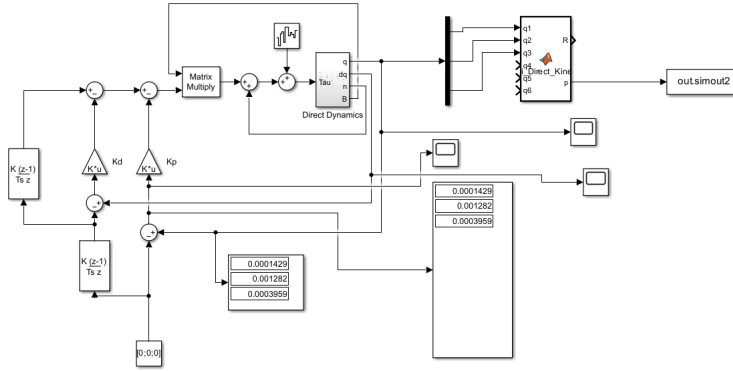 q
dq
n
B
Tau
Direct Dynamics
Matrix
Multiply
q1
q2
q3
q4
q5
q6
R
p
_Direct_Kine
out.simout2
+
_
+
_
+
+
+
+
K (z-1)
Ts z
K*u
Kd
K*u
Kp
_
+
_
+
K (z-1)
Ts z
[0;0;0]
0.0001429
0.001282
0.0003959
0.0001429
0.001282
0.0003959